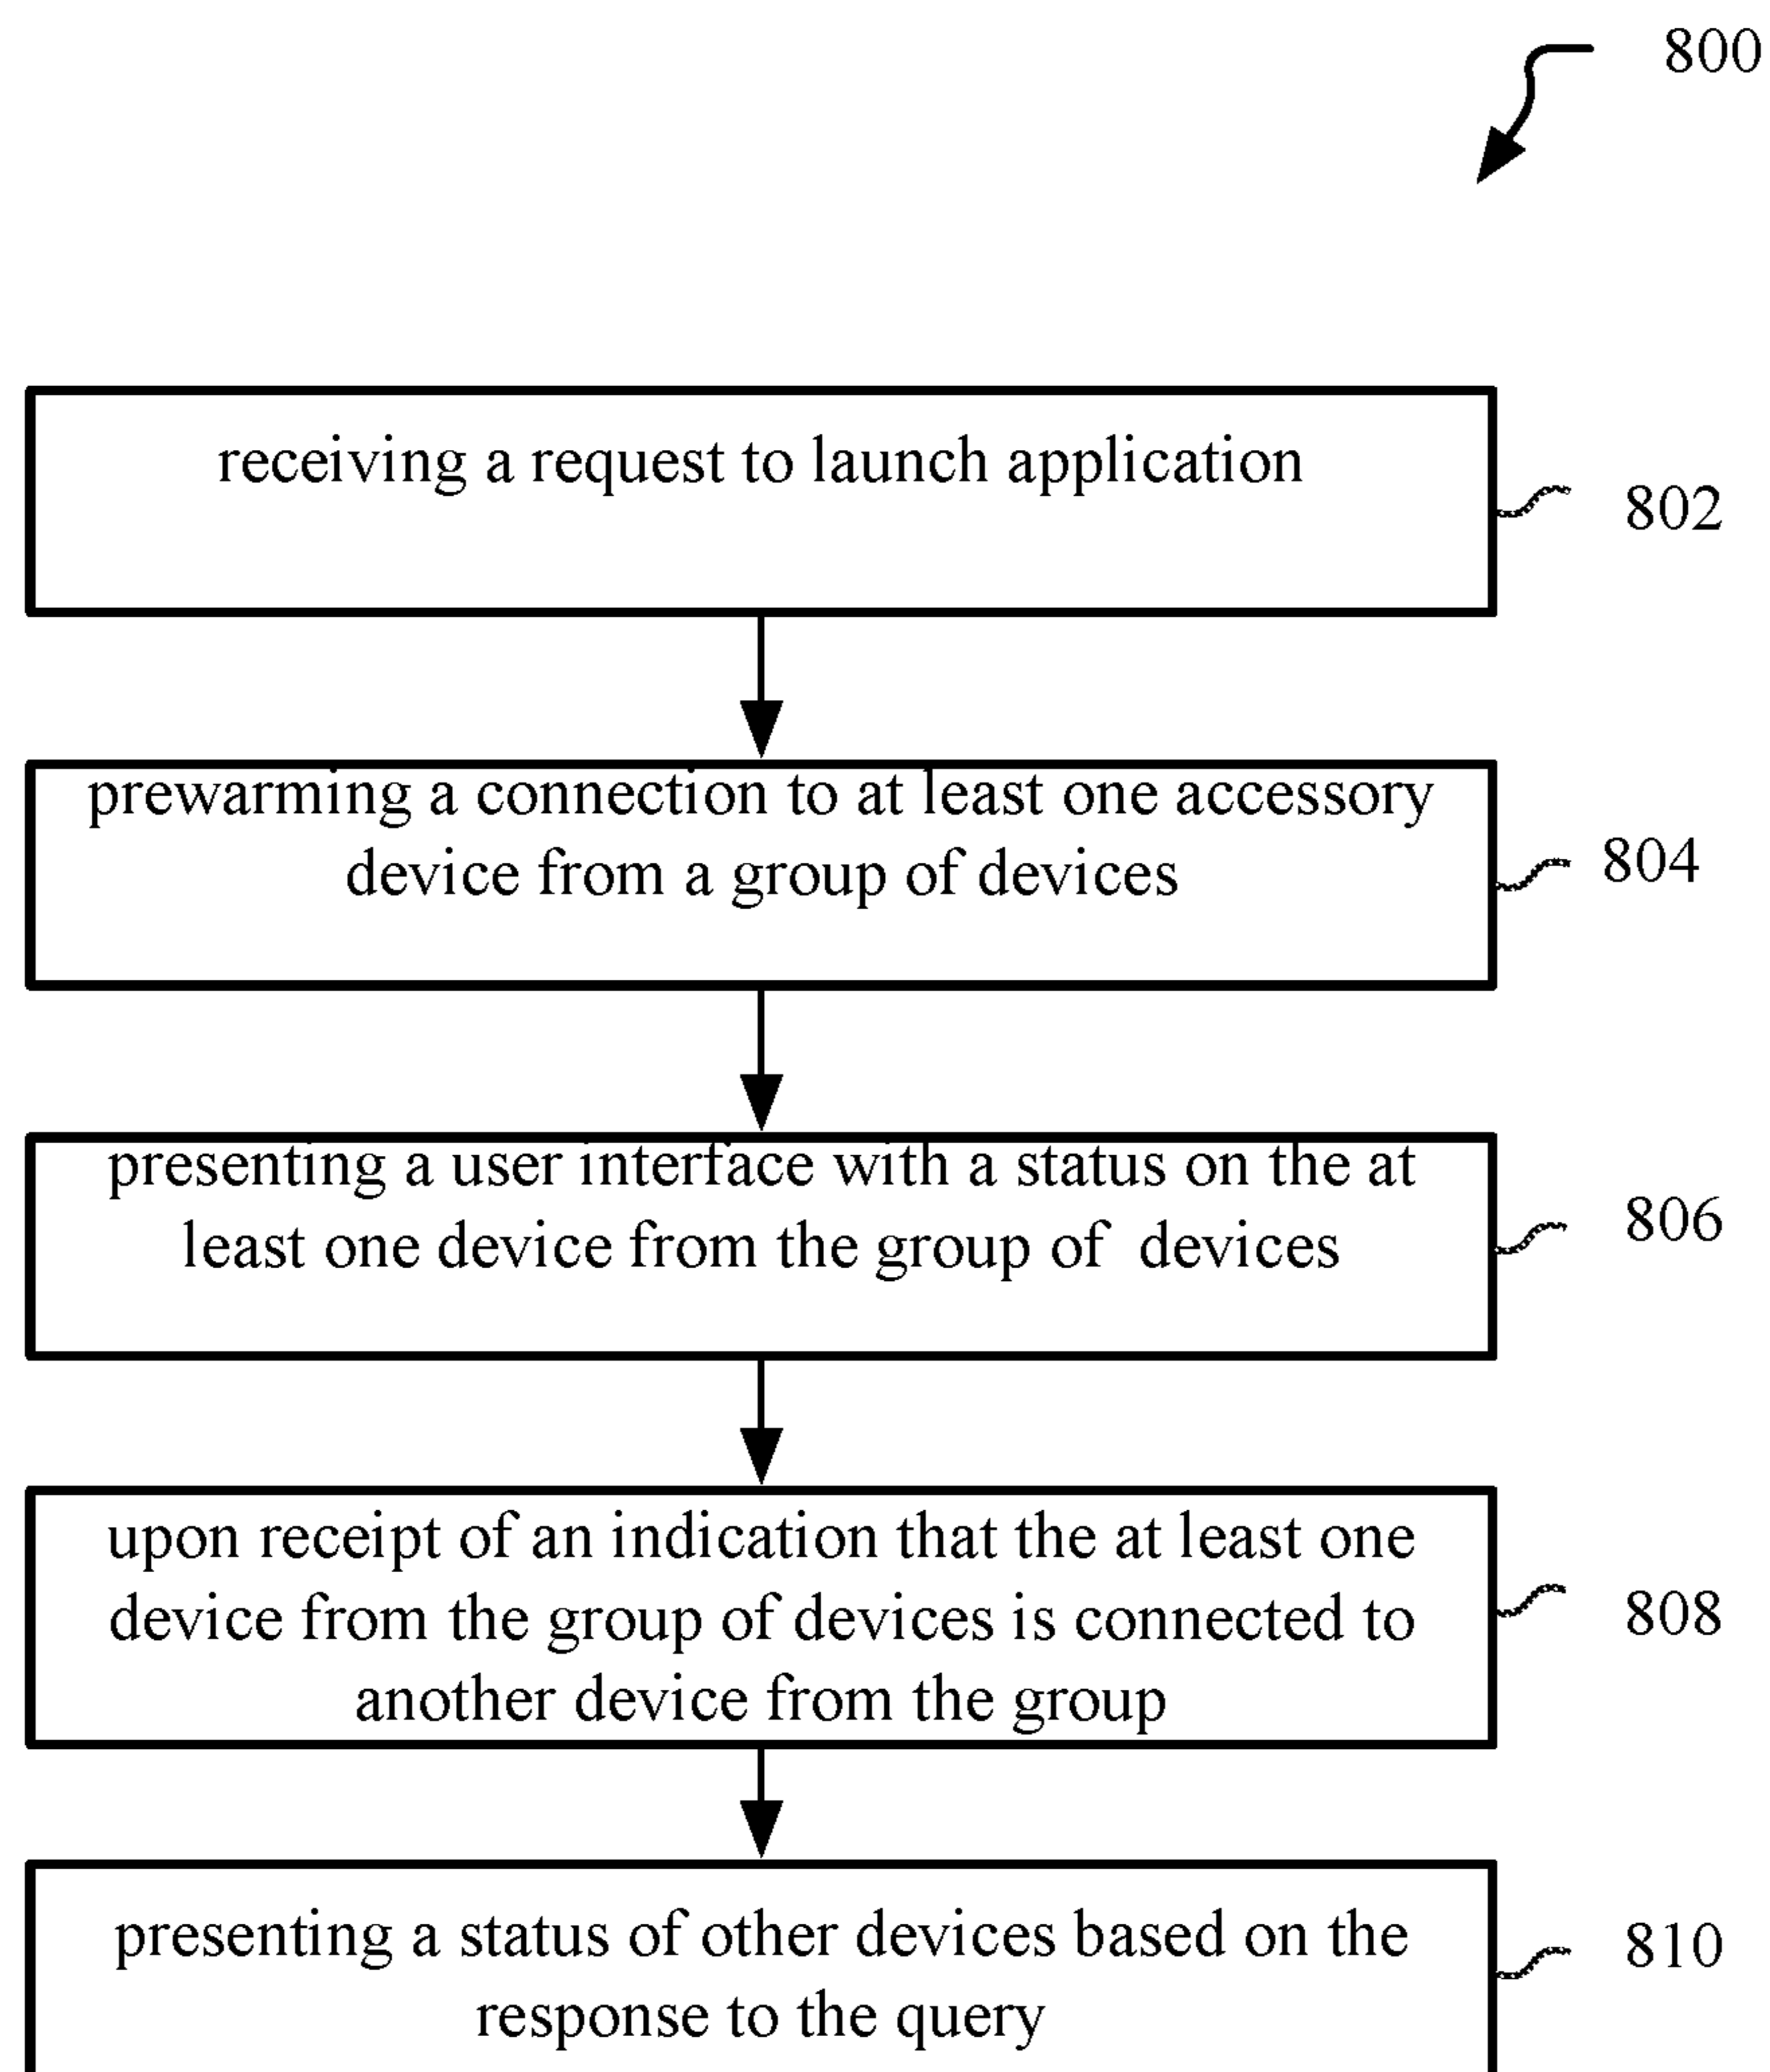 800
receiving a request to launch application
802
prewarming a connection to at least one accessory
device from a group of devices
804
presenting a user interface with a status on the at
least one device from the group of  devices
806
upon receipt of an indication that the at least one
device from the group of devices is connected to
another device from the group
808
presenting a status of other devices based on the
response to the query
810